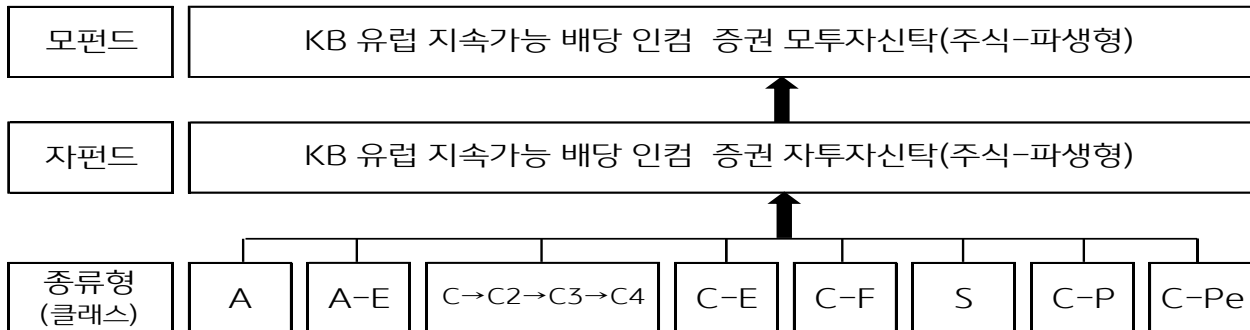 모펀드
KB 유럽 지속가능 배당 인컴 증권 모투자신탁(주식-파생형)
자펀드
KB 유럽 지속가능 배당 인컴 증권 자투자신탁(주식-파생형)
종류형
(클래스)
A
A-E
C→C2→C3→C4
C-E
C-F
S
C-P
C-Pe